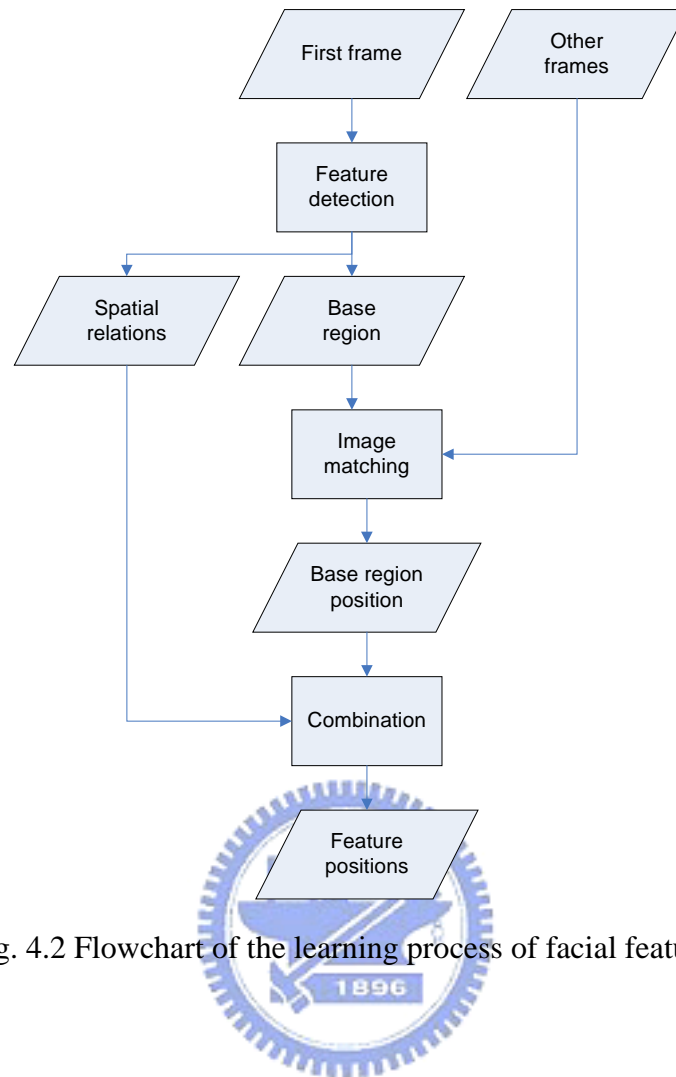 First frame
Other
frames
Feature
detection
Spatial
relations
Base
region
Image
matching
Base region
position
Combination
Feature
positions
g. 4.2 Flowchart of the learning process of facial featu
1896